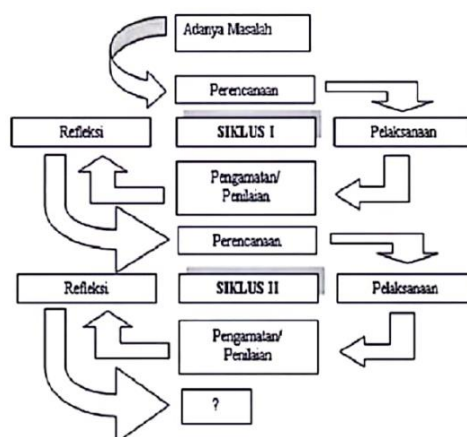 Adanya Masalah
Perencanaan
Refleksi
SIKLUS I
Pelaksanaan
Pengamatan/
Penilaian
Perencanaan
Refleksi
SIKLUS II
Pelaksanaan
Pengamatan/
Penilaian
?